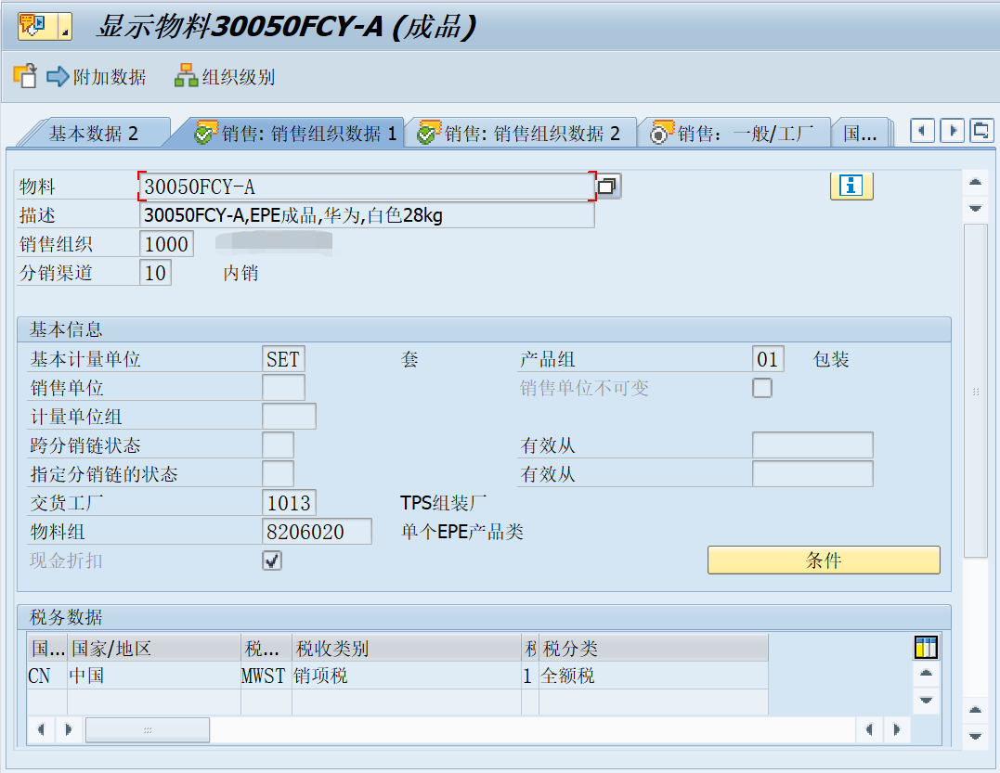 显示物料30050FCY-A (成品)
附加数据 组织级别
基本数据 2 销售: 销售组织数据 1 销售: 销售组织数据 2 销售: 一般/工厂 国...
物料 30050FCY-A
描述 30050FCY-A,EPE成品,华为,白色28kg
销售组织 1000
分销渠道 10 内销
基本信息
基本计量单位 SET 套 产品组 01 包装
销售单位 销售单位不可变
计量单位组
跨分销链状态 有效从
指定分销链的状态 有效从
交货工厂 1013 TPS组装厂
物料组 8206020 单个EPE产品类
现金折扣 条件
税务数据
国... 国家/地区 税... 税收类别 税 税分类
CN 中国 MWST 销项税 1 全额税